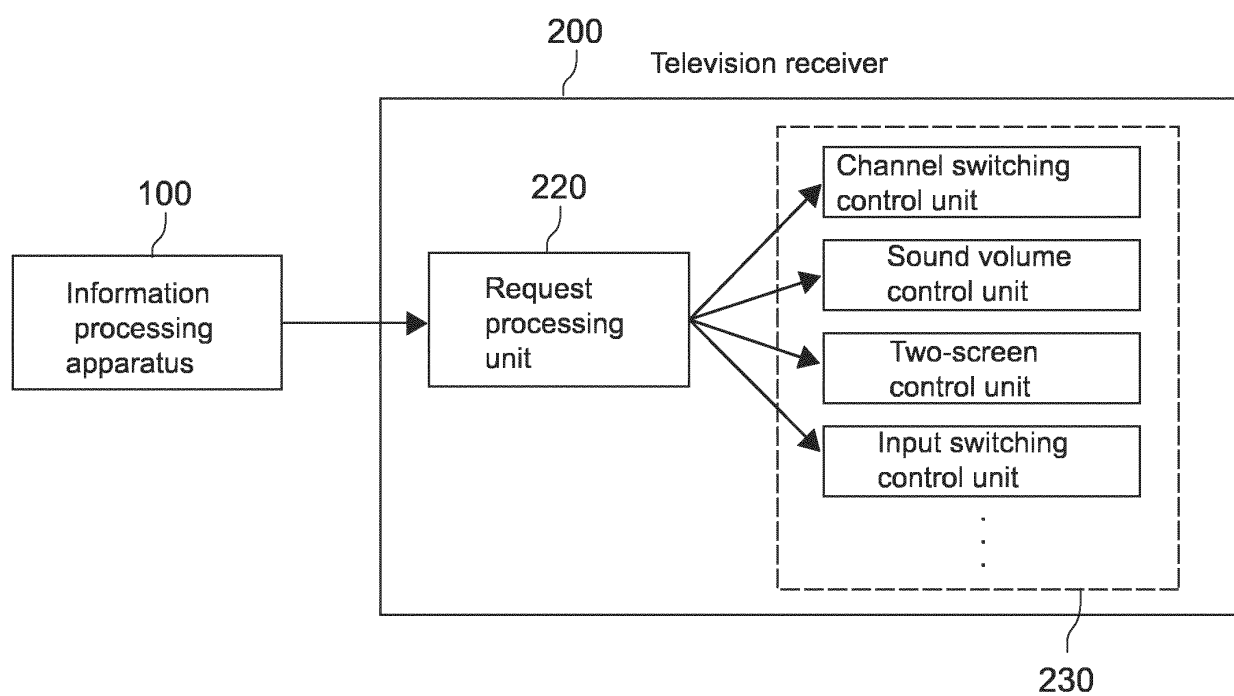 200
Television receiver
100
Information
processing
apparatus
220
Request
processing
unit
Channel switching
control unit
Sound volume
control unit
Two-screen
control unit
Input switching
control unit
230